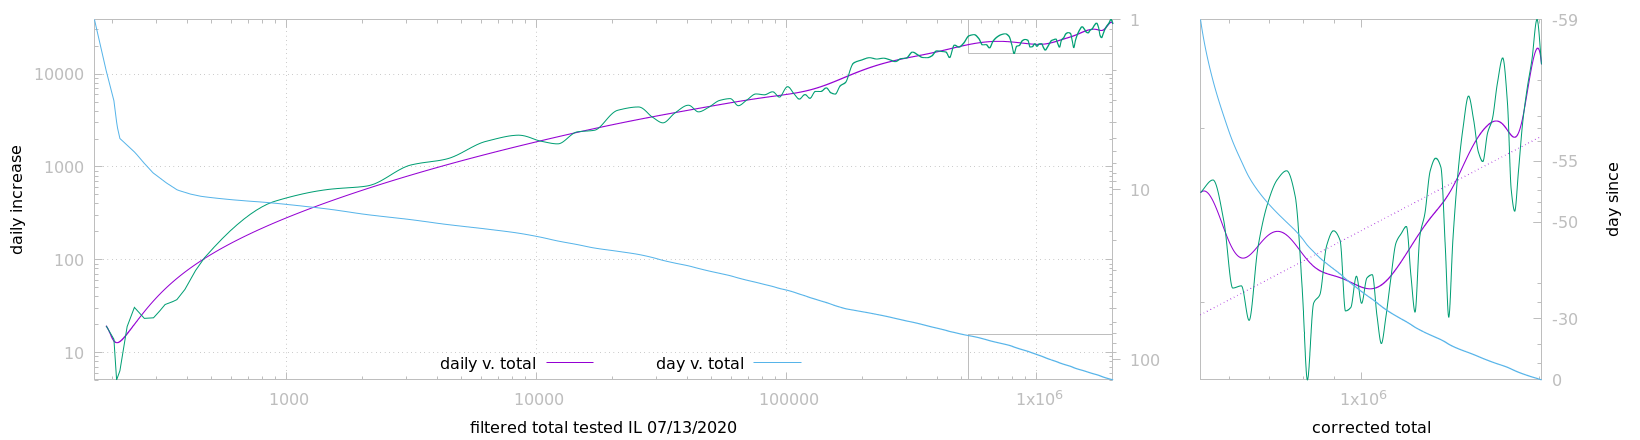 daily increase
10000
1000
100
10
daily v. total
day v. total
1000
10000
100000
1x10^6
filtered total tested IL 07/13/2020
1
10
100
1x10^6
corrected total
-59
-55
-50
-30
0
day since